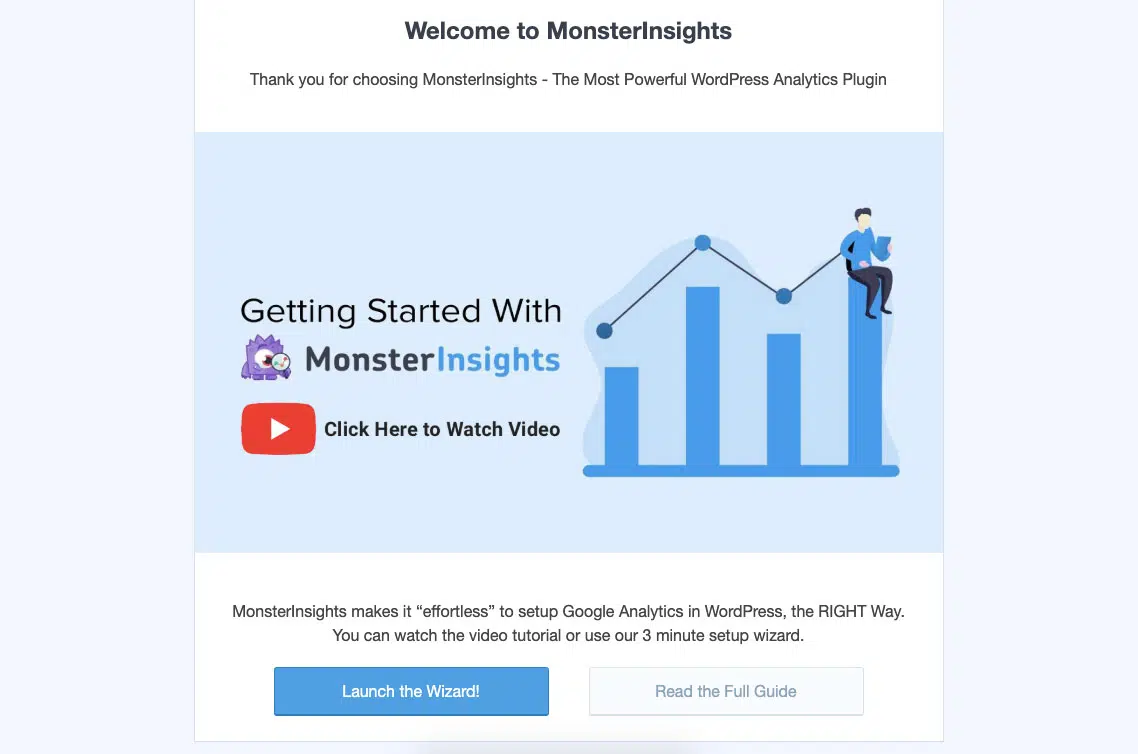 Welcome to MonsterInsights
Thank you for choosing MonsterInsights - The Most Powerful WordPress Analytics Plugin
Getting Started With
MonsterInsights
Click Here to Watch Video
MonsterInsights makes it “effortless” to setup Google Analytics in WordPress, the RIGHT Way.
You can watch the video tutorial or use our 3 minute setup wizard.
Launch the Wizard!
Read the Full Guide